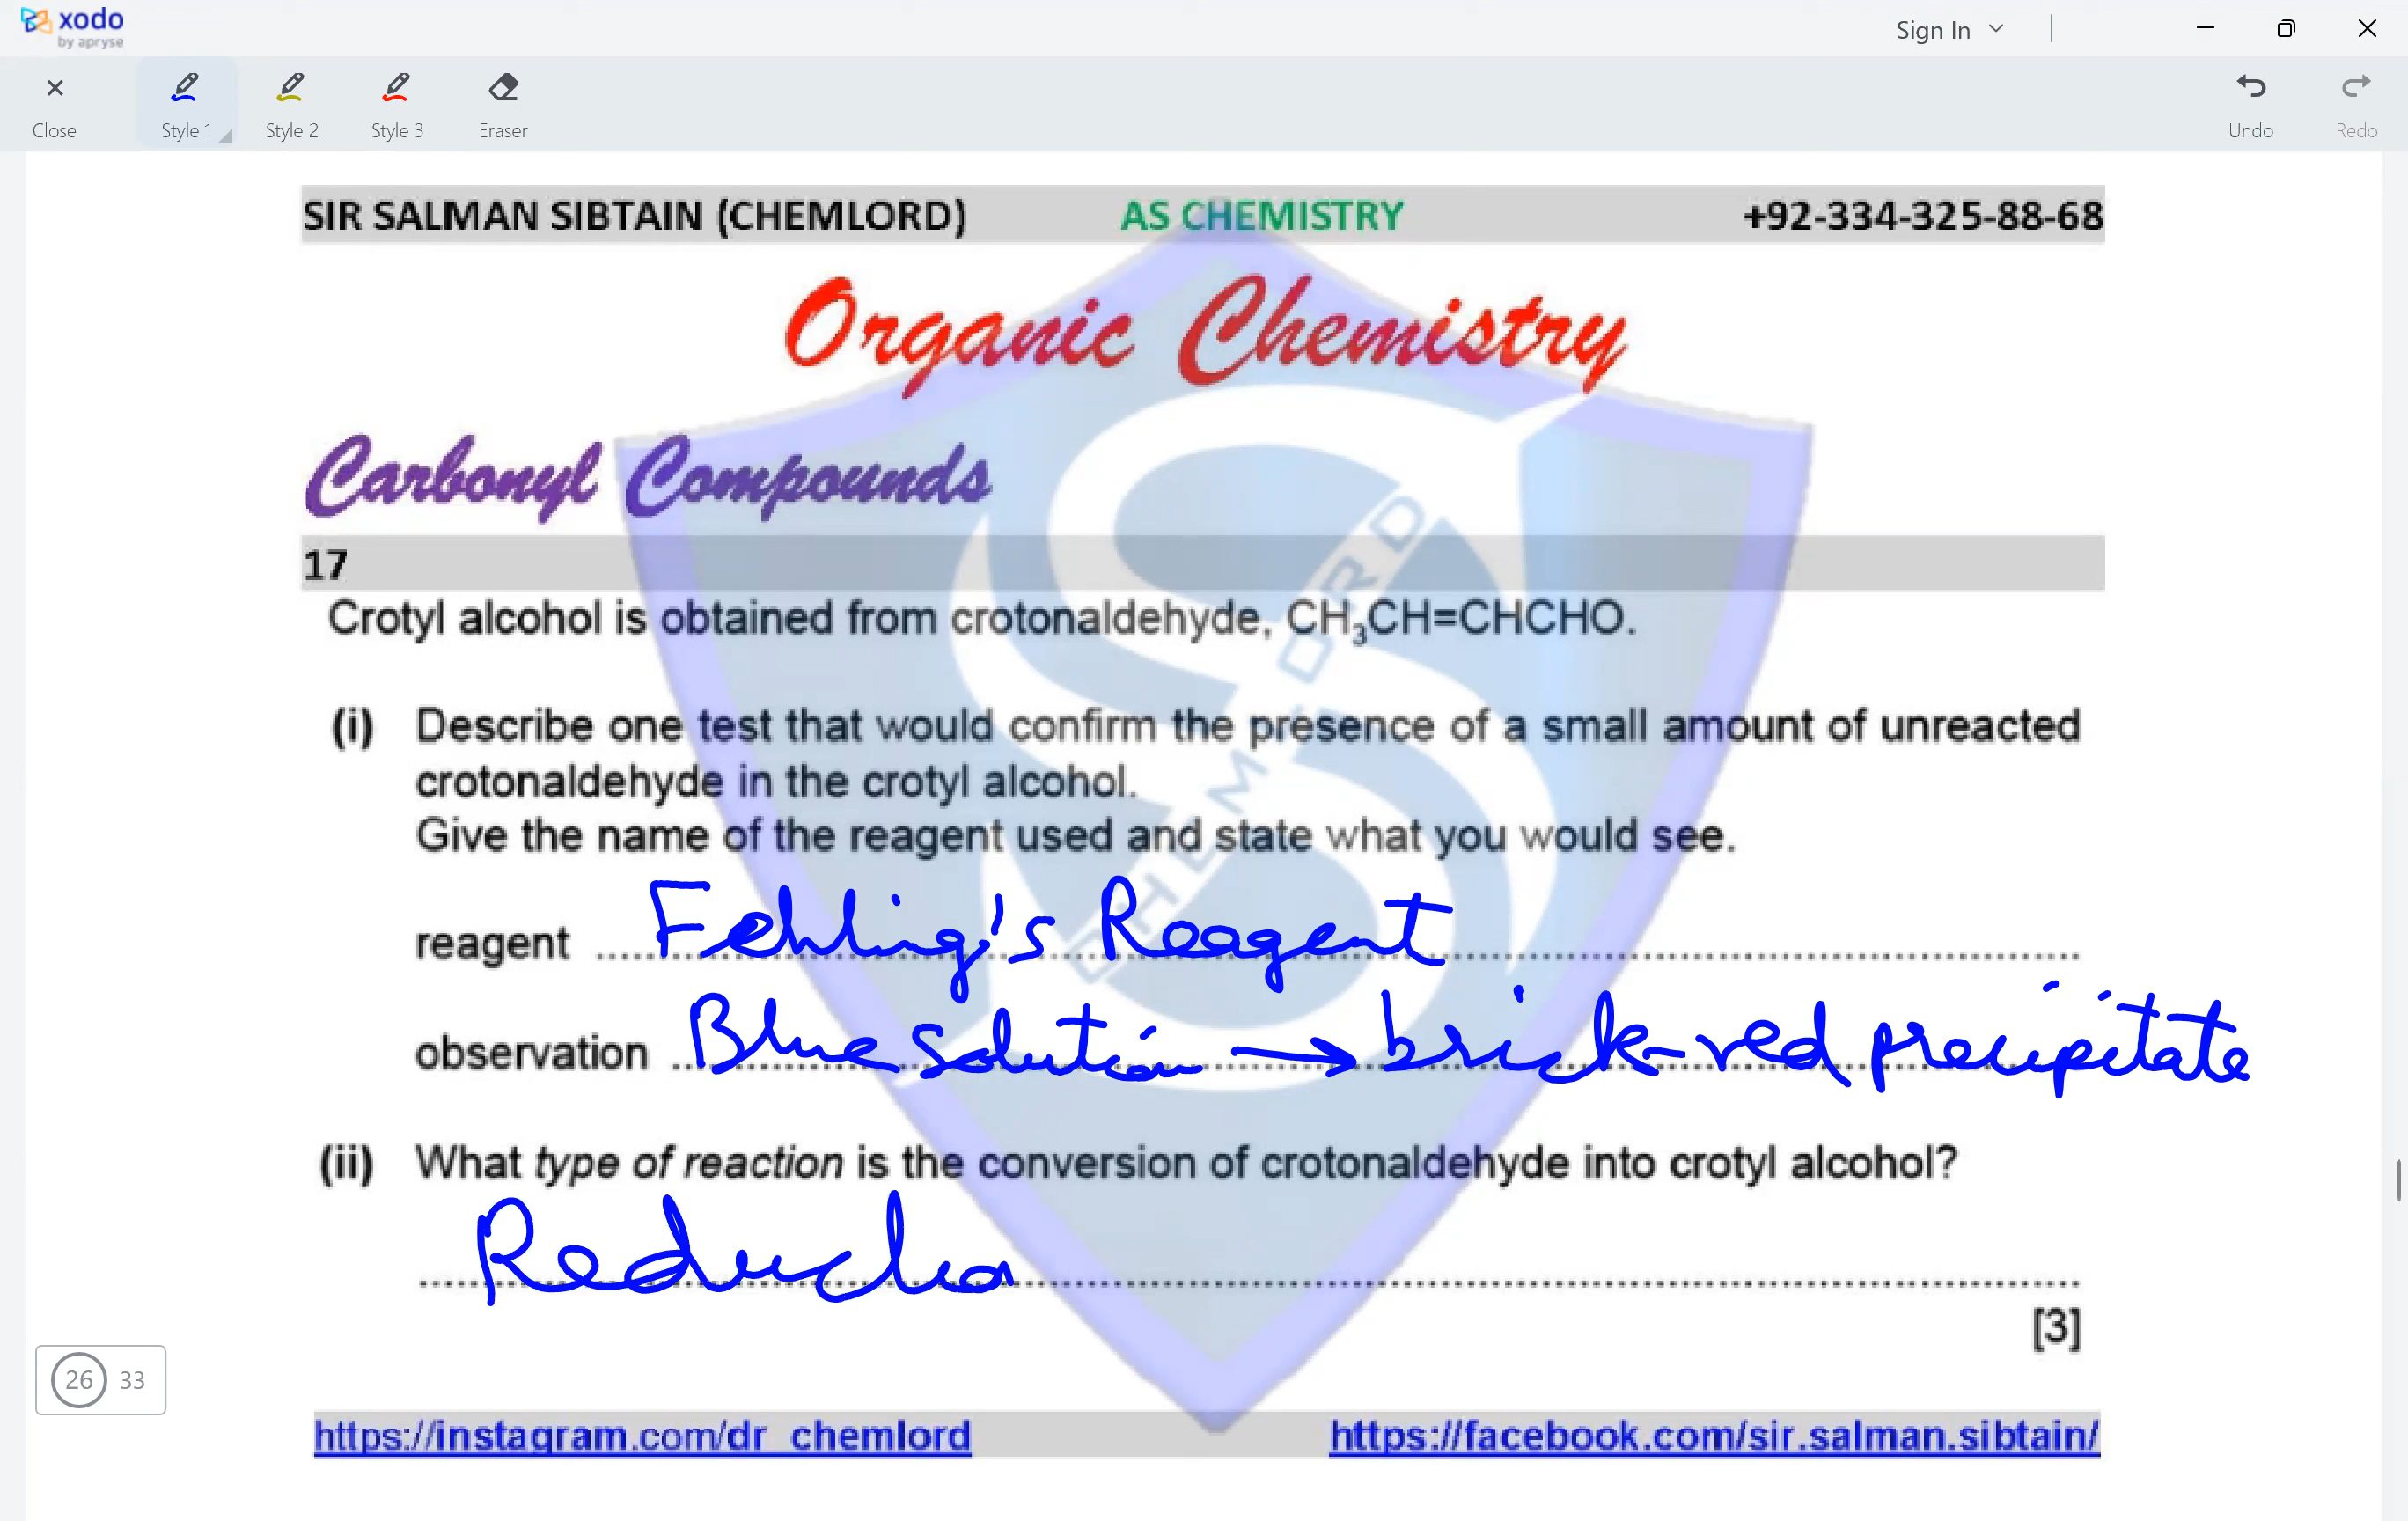 xodo
by apryse
Sign In
Close
Style 1
Style 2
Style 3
Eraser
Undo
Redo
SIR SALMAN SIBTAIN (CHEMLORD) AS CHEMISTRY +92-334-325-88-68
Organic Chemistry
Carbonyl Compounds
17
Crotyl alcohol is obtained from crotonaldehyde, CH₃CH=CHCHO.
(i) Describe one test that would confirm the presence of a small amount of unreacted
crotonaldehyde in the crotyl alcohol.
Give the name of the reagent used and state what you would see.
reagent Fehling's Reagent
observation Blue solution → brick-red precipitate
(ii) What type of reaction is the conversion of crotonaldehyde into crotyl alcohol?
Reduction
[3]
26 33
https://instagram.com/dr_chemlord https://facebook.com/sir.salman.sibtain/
CHEMSLORD